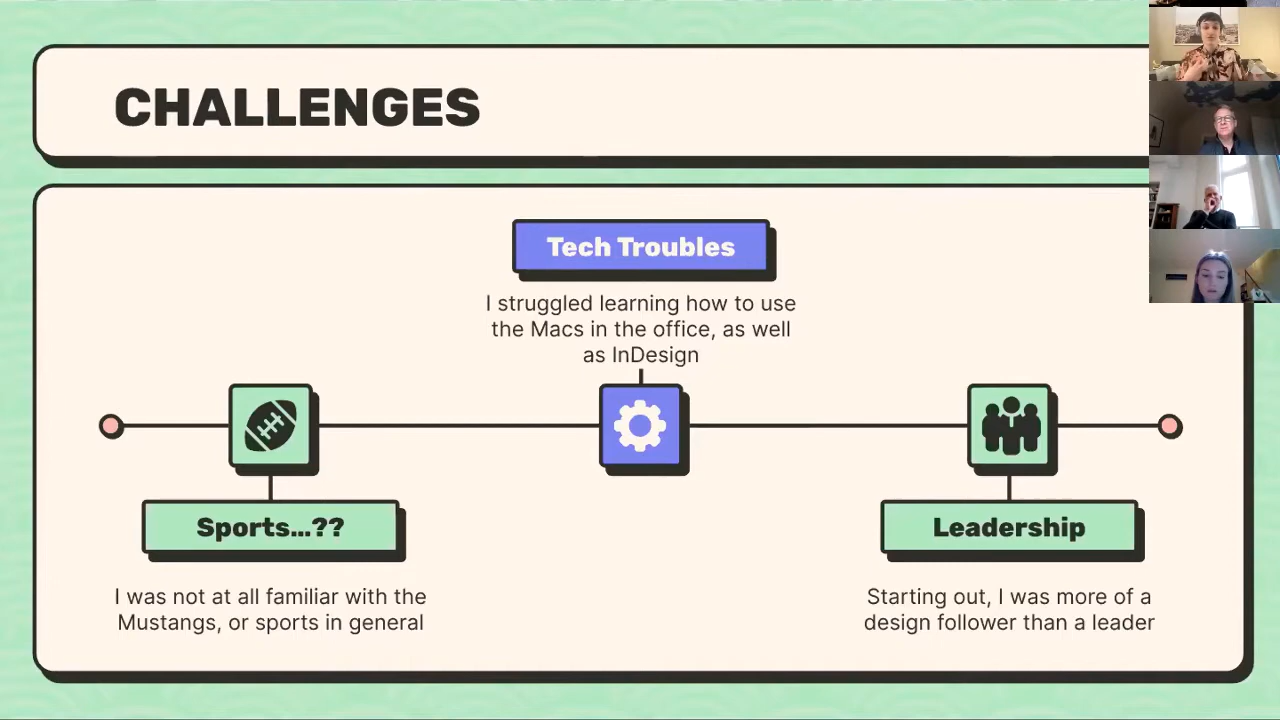 CHALLENGES
Tech Troubles
I struggled learning how to use
the Macs in the office, as well
as InDesign
Sports...??
I was not at all familiar with the
Mustangs, or sports in general
Leadership
Starting out, I was more of a
design follower than a leader